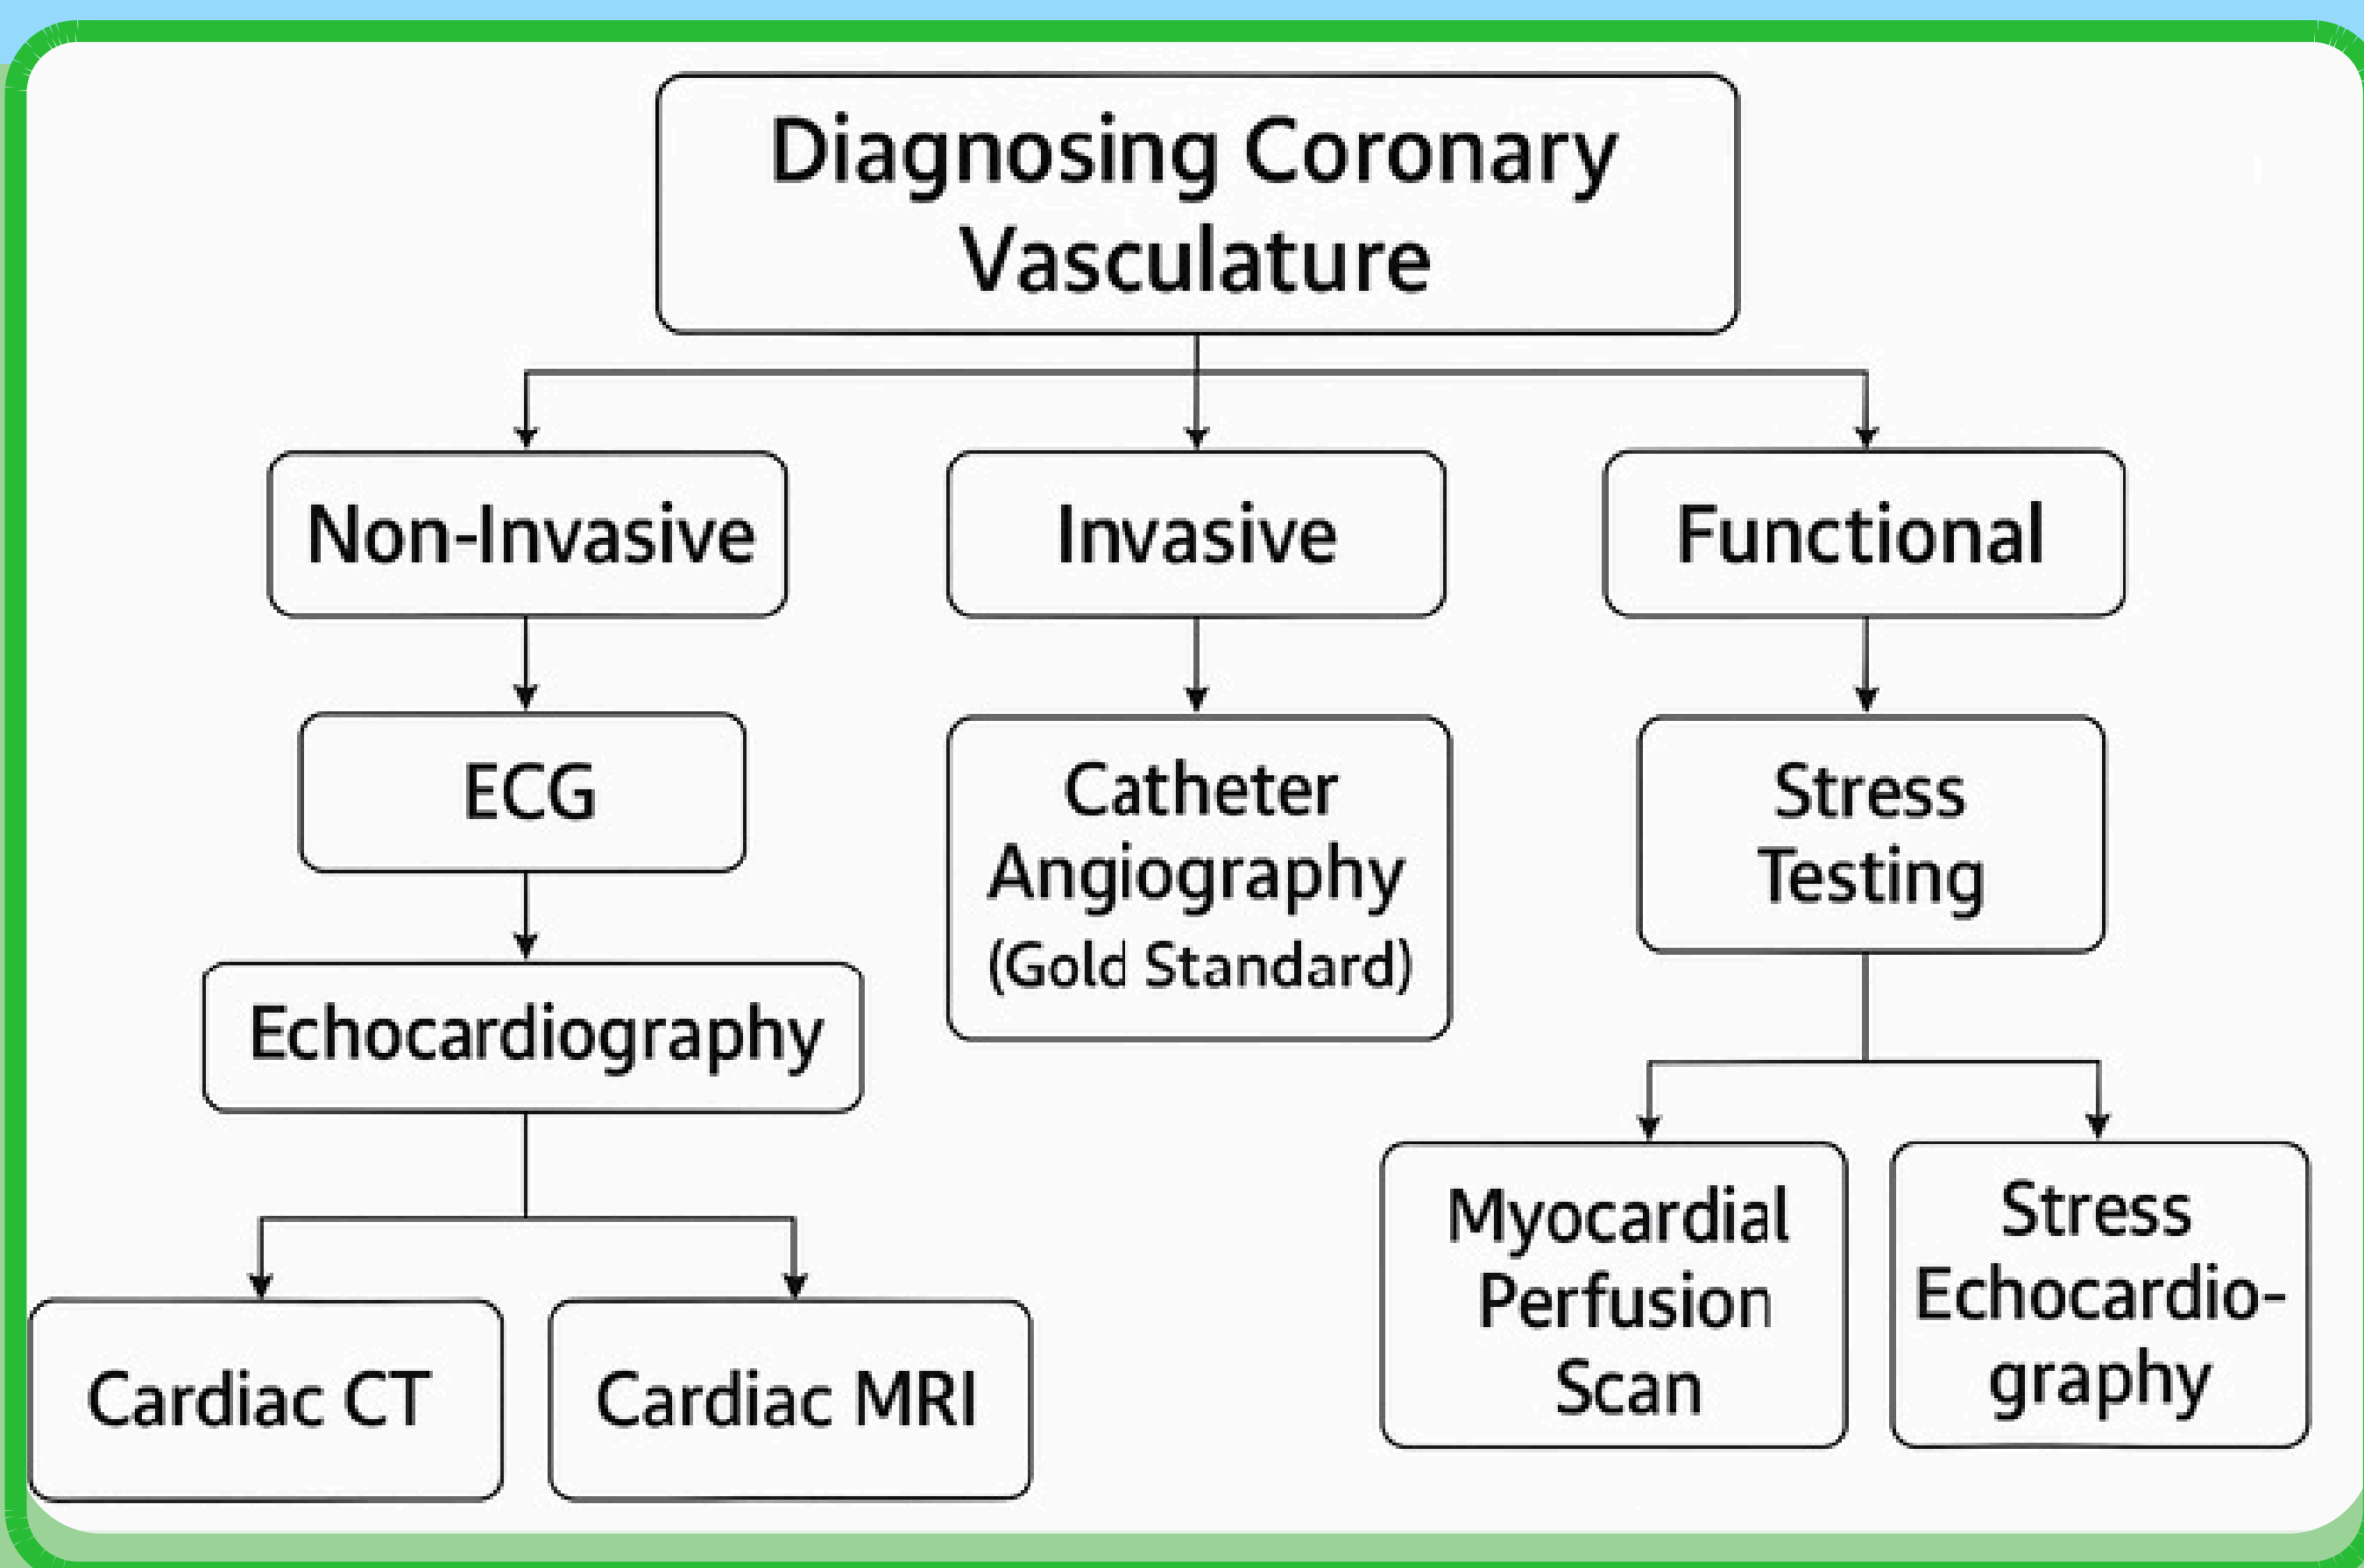 Diagnosing Coronary
Vasculature
Non-Invasive
Invasive
Functional
ECG
Catheter
Angiography
(Gold Standard)
Stress
Testing
Echocardiography
Myocardial
Perfusion
Scan
Stress
Echocardio-
graphy
Cardiac CT
Cardiac MRI